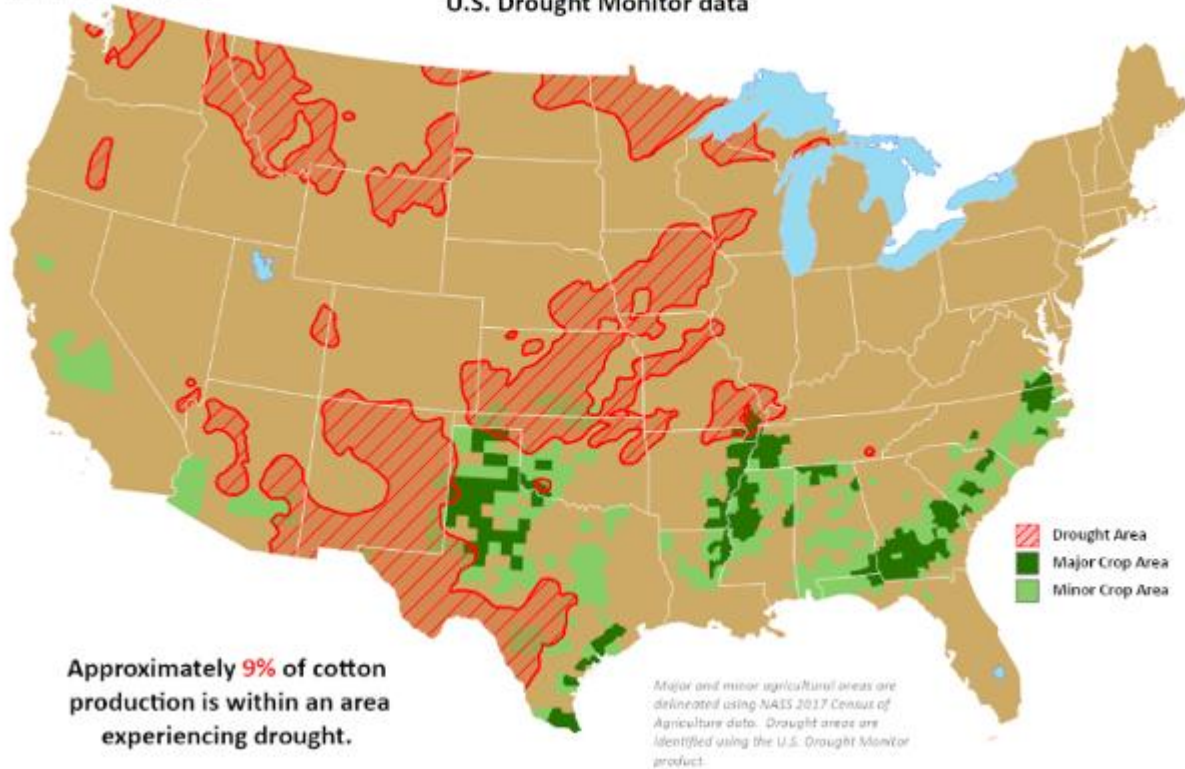 U.S. Drought Monitor data
Drought Area
Major Crop Area
Minor Crop Area
Approximately 9% of cotton
production is within an area
experiencing drought.
Major and minor agricultural areas are
delineated using NASS 2017 Census of
Agriculture data. Drought areas are
identified using the U.S. Drought Monitor
product.